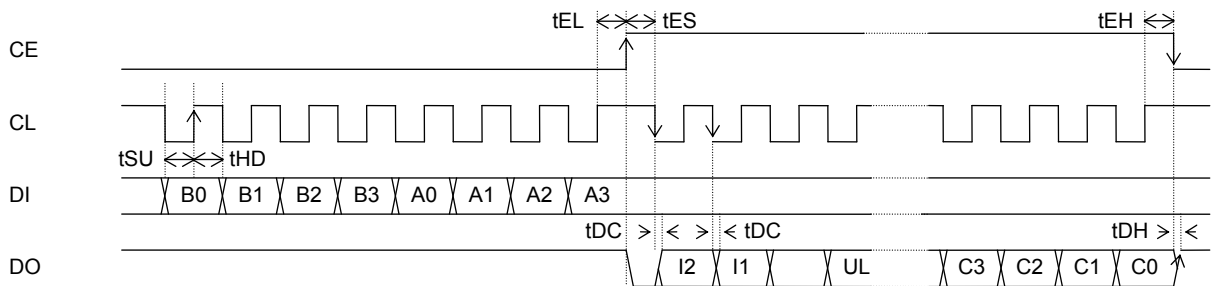 tEL tES tEH
CE
CL
tSU tHD
DI B0 B1 B2 B3 A0 A1 A2 A3
tDC tDC tDH
DO I2 I1 UL C3 C2 C1 C0